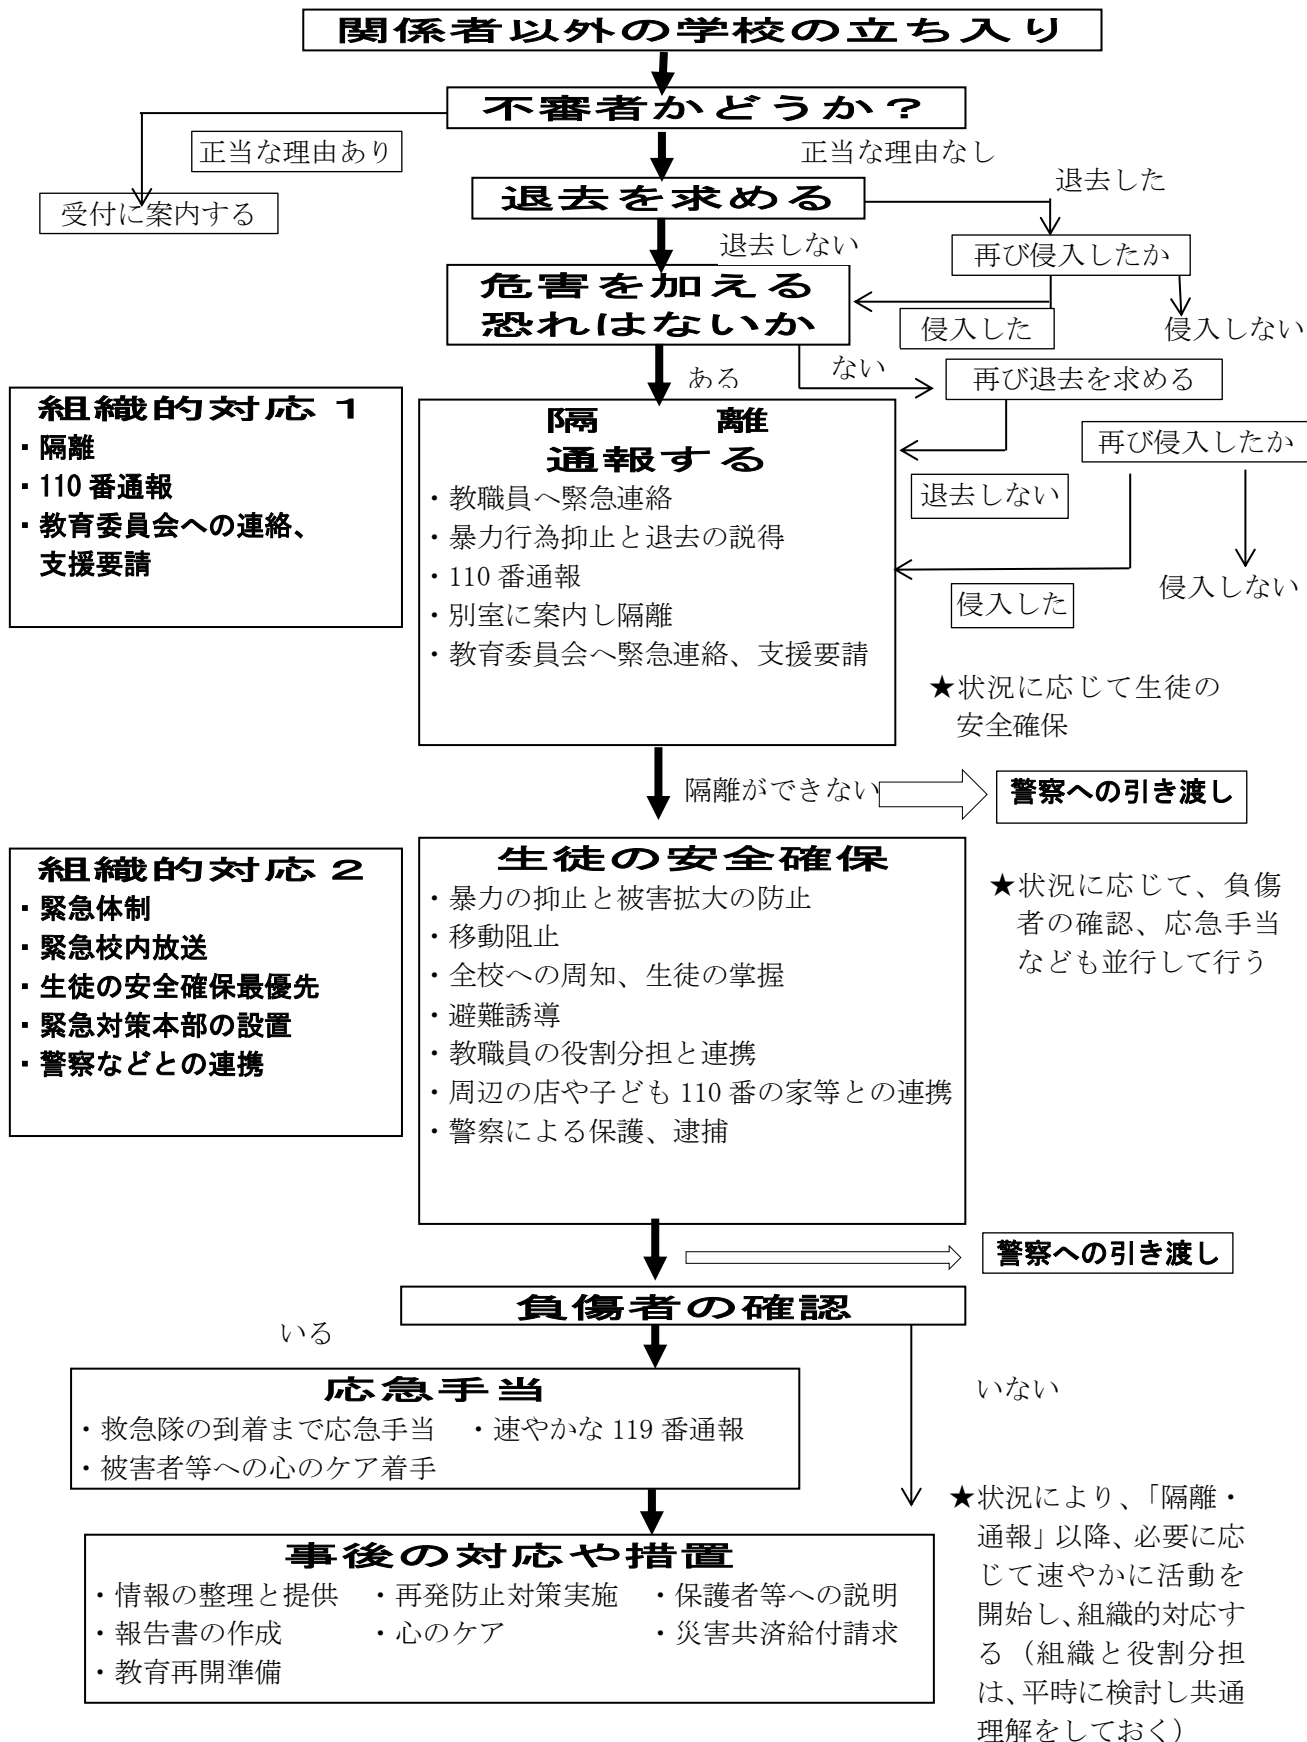 関係者以外の学校の立ち入り
不審者かどうか？
正当な理由あり
正当な理由なし
受付に案内する
退去を求める
退去した
退去しない
再び侵入したか
危害を加える
恐れはないか
侵入した
侵入しない
ある
ない
再び退去を求める
組織的対応１
・隔離
・110 番通報
・教育委員会への連絡、
支援要請
隔　　離
通報する
・教職員へ緊急連絡
・暴力行為抑止と退去の説得
・110 番通報
・別室に案内し隔離
・教育委員会へ緊急連絡、支援要請
再び侵入したか
退去しない
侵入した
侵入しない
★状況に応じて生徒の
安全確保
隔離ができない
警察への引き渡し
組織的対応２
・緊急体制
・緊急校内放送
・生徒の安全確保最優先
・緊急対策本部の設置
・警察などとの連携
生徒の安全確保
・暴力の抑止と被害拡大の防止
・移動阻止
・全校への周知、生徒の掌握
・避難誘導
・教職員の役割分担と連携
・周辺の店や子ども 110 番の家等との連携
・警察による保護、逮捕
★状況に応じて、負傷
者の確認、応急手当
なども並行して行う
警察への引き渡し
負傷者の確認
いる
いない
応急手当
・救急隊の到着まで応急手当　・速やかな 119 番通報
・被害者等への心のケア着手
事後の対応や措置
・情報の整理と提供　・再発防止対策実施　・保護者等への説明
・報告書の作成　・心のケア　・災害共済給付請求
・教育再開準備
★状況により、「隔離・
通報」以降、必要に応
じて速やかに活動を
開始し、組織的対応す
る（組織と役割分担
は、平時に検討し共通
理解をしておく）